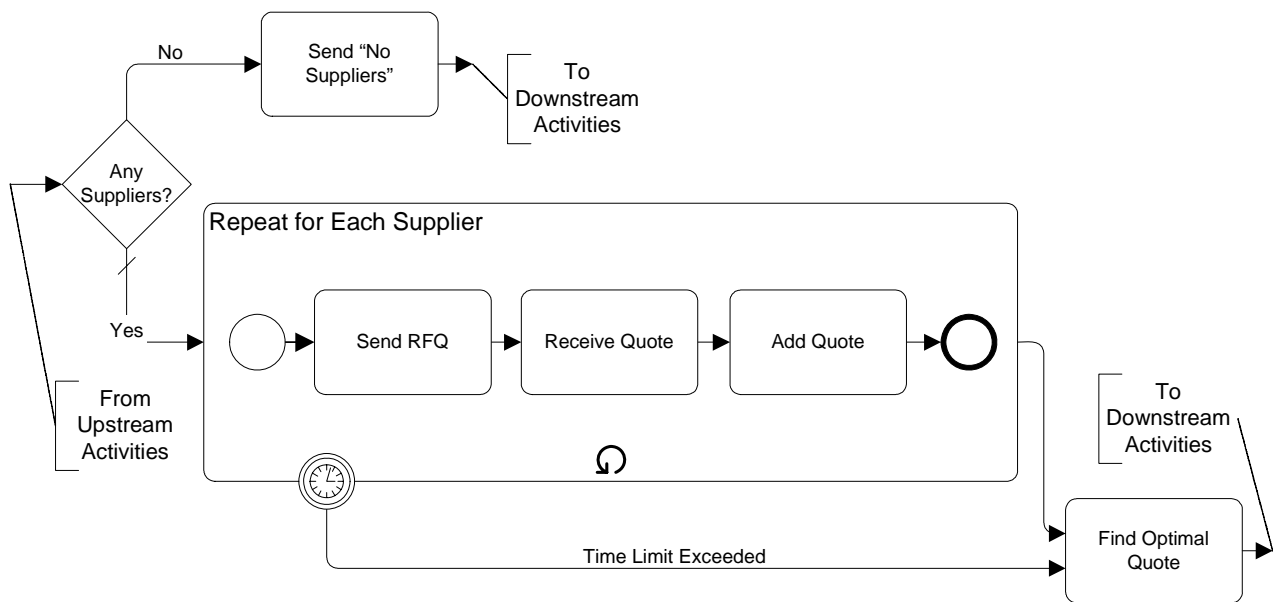 No
Send “No
Suppliers”
To
Downstream
Activities
Any
Suppliers?
Repeat for Each Supplier
Yes
Send RFQ
Receive Quote
Add Quote
From
Upstream
Activities
To
Downstream
Activities
Time Limit Exceeded
Find Optimal
Quote